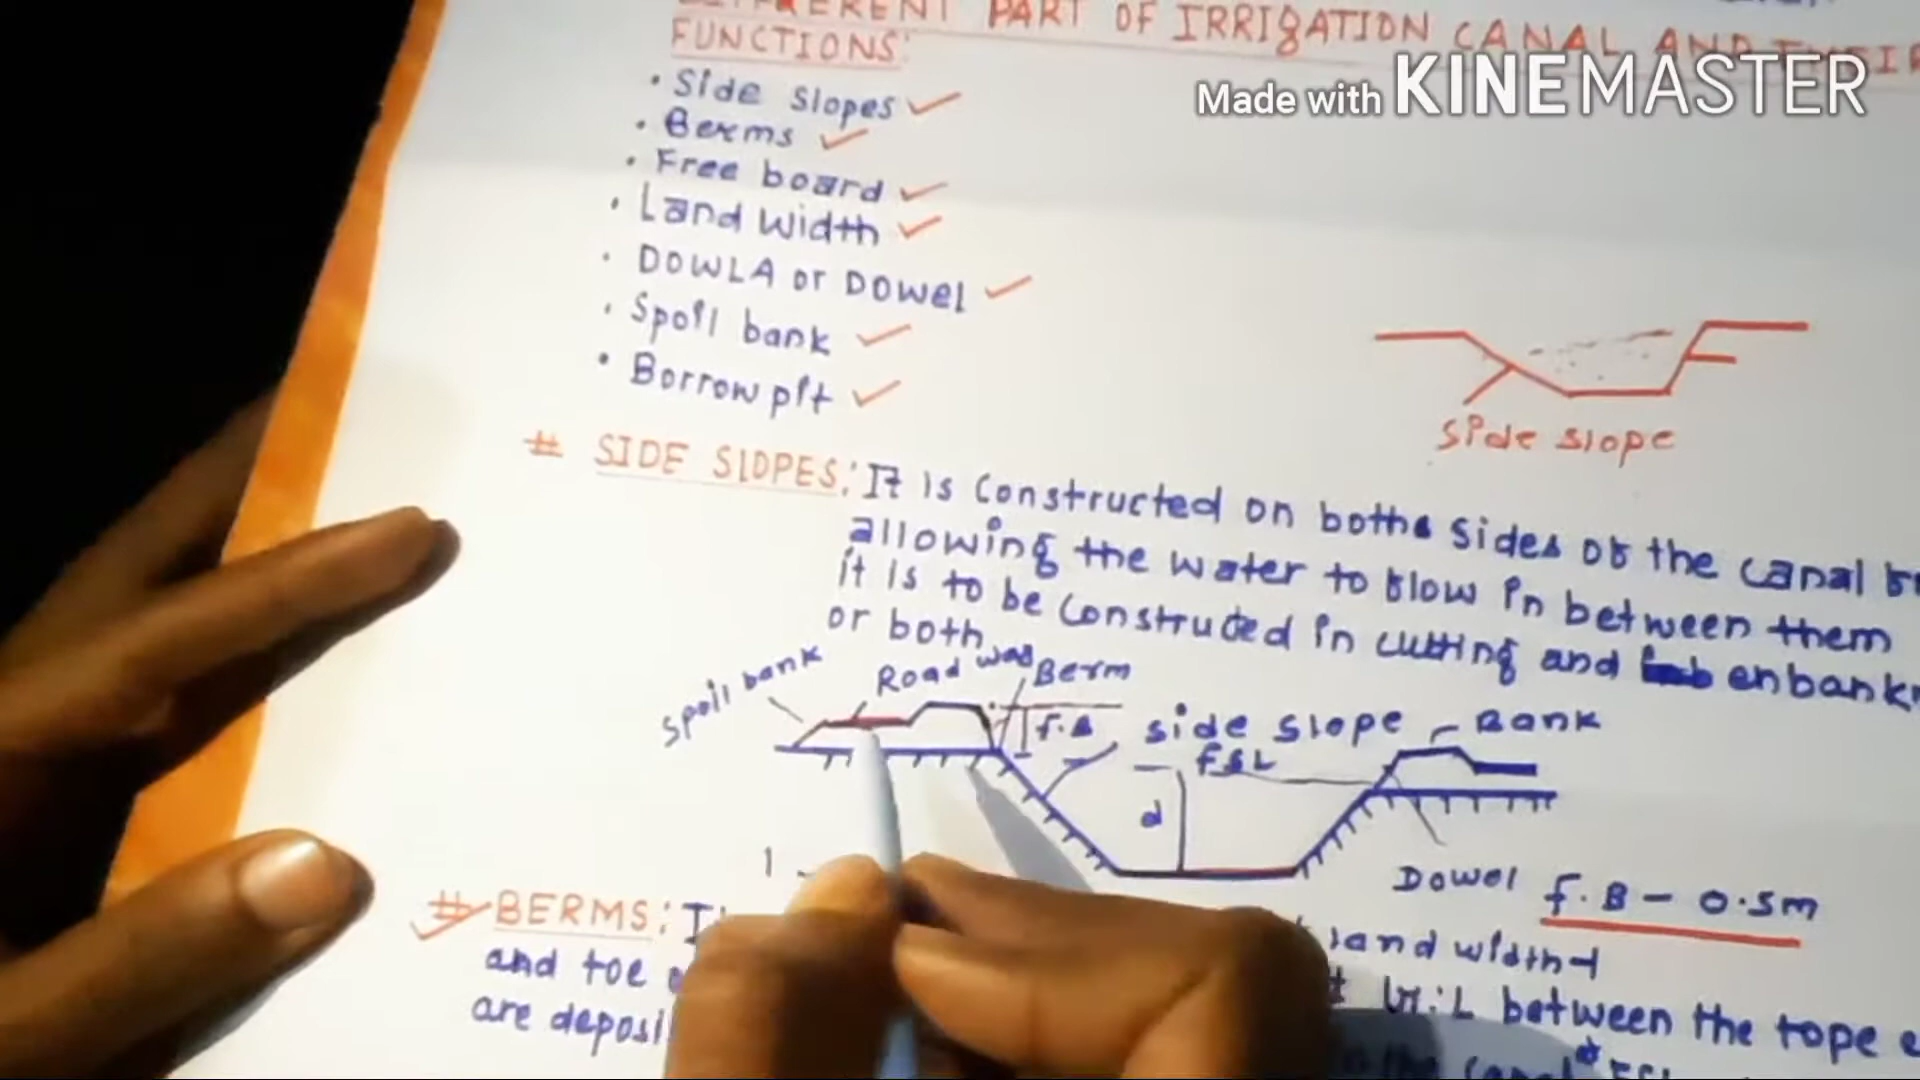 DIFFERENT PART OF IRRIGATION CANAL AND THEIR
FUNCTIONS:
Made with KINEMASTER
• Side slopes
• Berms
• Free board
• Land width
• DOWLA or DOWEL
• Spoil bank
• Borrow pit
side slope
# SIDE SLOPES: It is constructed on both sides of the canal
allowing the water to flow in between them
it is to be constructed in cutting and enbank
or both
spoil bank
Road way
Berm
F.B
side slope
Bank
FSL
d
Dowel
F.B - 0.5m
# BERMS:
land width
and toe
between the
are deposi
the canal